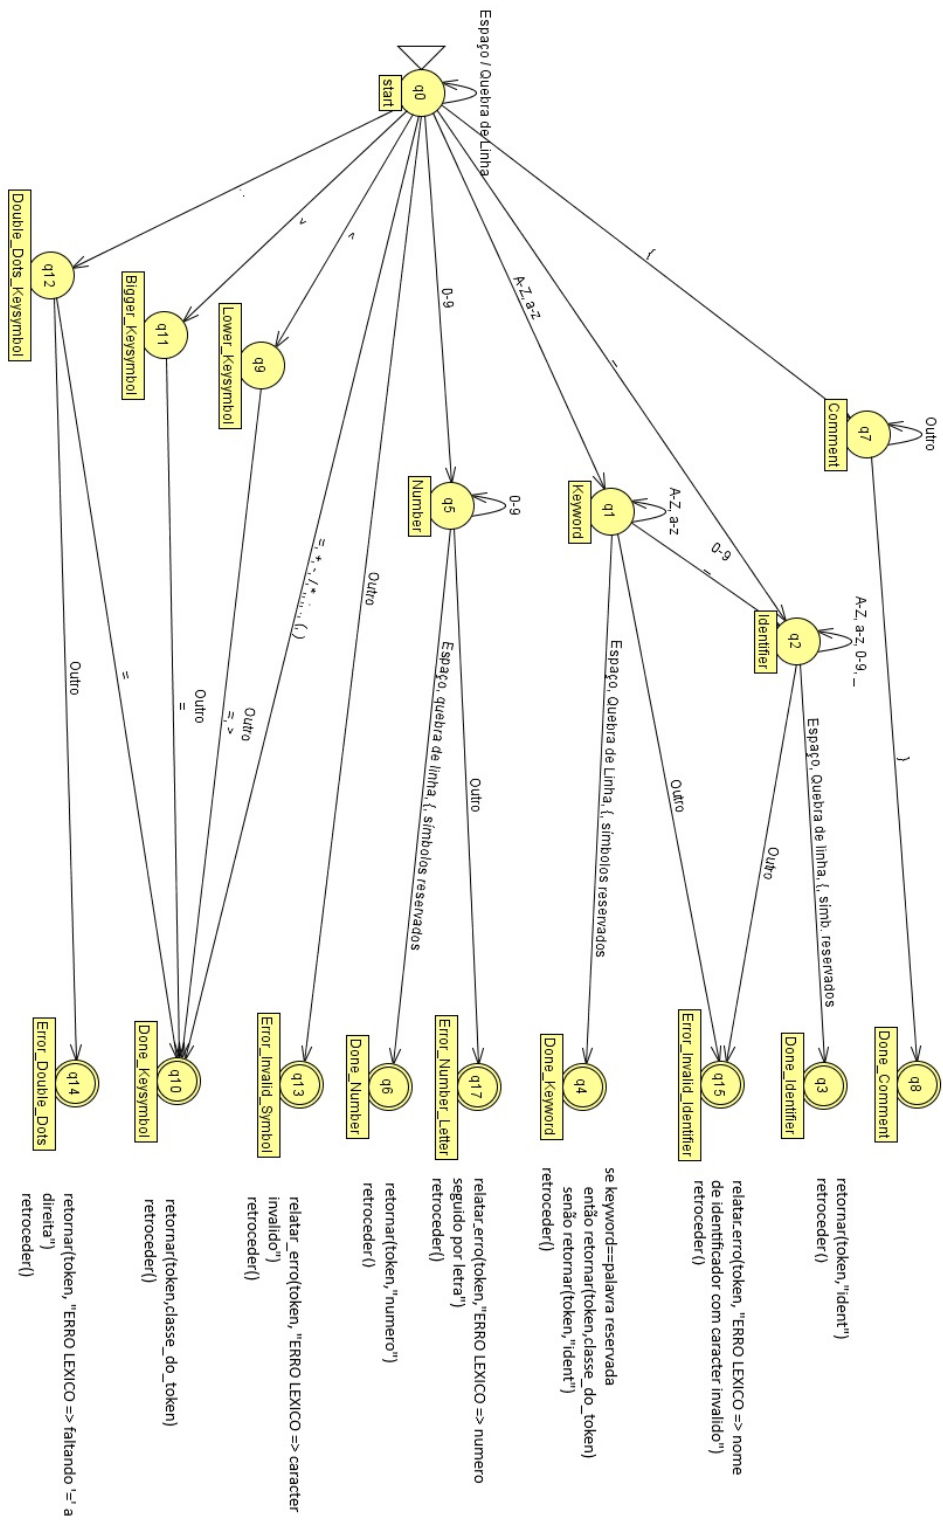 Outro
q7
Comment
{
}
q8
Done_Comment
A-Z, a-z, 0-9, _
q2
Identifier
_
0-9
_
Espaço, Quebra de linha, {, simb. reservados
Outro
q3
Done_Identifier
retornar(token,"ident")
retroceder()
A-Z, a-z
A-Z, a-z
q1
Keyword
Outro
Espaço, Quebra de Linha, {, símbolos reservados
q15
Error_Invalid_Identifier
relatar_erro(token, "ERRO LEXICO => nome
de identificador com caracter invalido")
retroceder()
q4
Done_Keyword
se keyword==palavra reservada
então retornar(token,classe_do_token)
senão retornar(token,"ident")
retroceder()
Espaço / Quebra de Linha
q0
start
0-9
0-9
q5
Number
Outro
Espaço, quebra de linha, {, símbolos reservados
q17
Error_Number_Letter
relatar_erro(token,"ERRO LEXICO => numero
seguido por letra")
retroceder()
q6
Done_Number
retornar(token,"numero")
retroceder()
Outro
q13
Error_Invalid_Symbol
relatar_erro(token, "ERRO LEXICO => caracter
invalido")
retroceder()
<
q9
Lower_Keysymbol
Outro
=, >
>
q11
Bigger_Keysymbol
Outro
=
q10
Done_Keysymbol
retornar(token,classe_do_token)
retroceder()
:
q12
Double_Dots_Keysymbol
=
Outro
q14
Error_Double_Dots
retornar(token, "ERRO LEXICO => faltando '=' a
direita")
retroceder()